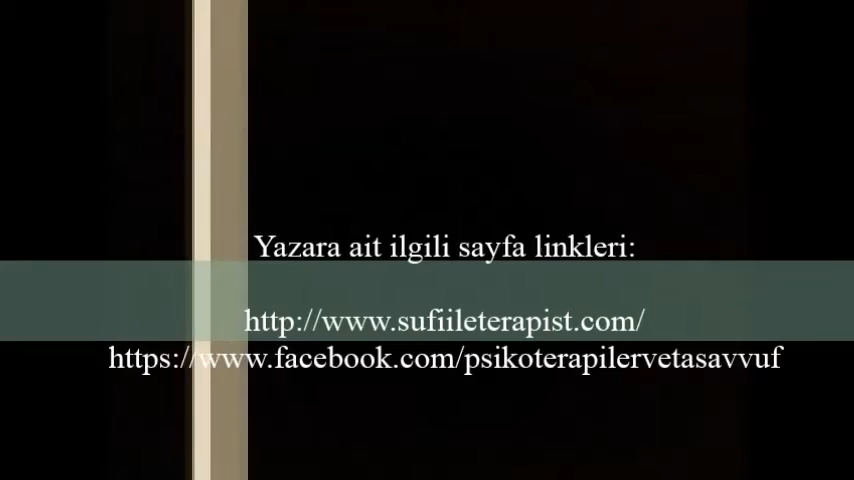 Yazara ait ilgili sayfa linkleri:
http://www.sufiileterapist.com/
https://www.facebook.com/psikoterapilervetasavvuf